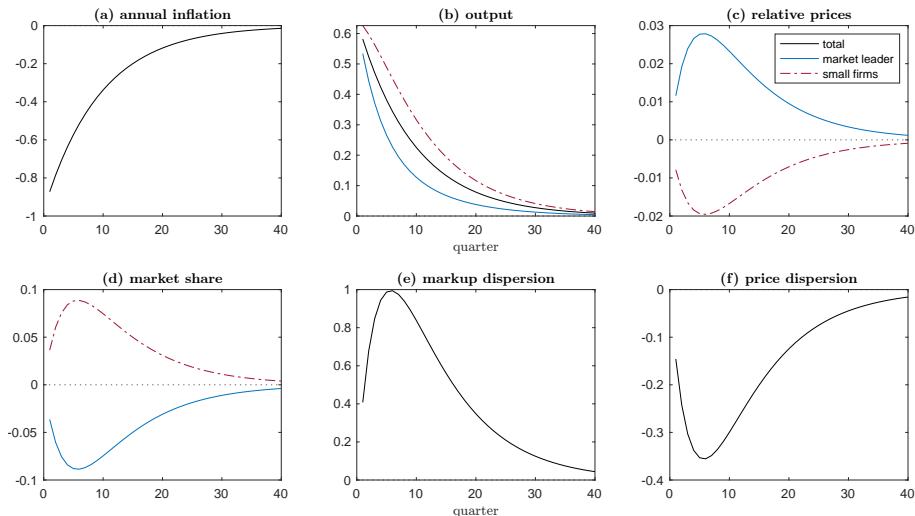 (a) annual inflation
0
-0.2
-0.4
-0.6
-0.8
-1
0 10 20 30 40
(b) output
0.6
0.5
0.4
0.3
0.2
0.1
0
0 10 20 30 40
quarter
(c) relative prices
0.03
0.02
0.01
0
-0.01
-0.02
0 10 20 30 40
total
market leader
small firms
(d) market share
0.1
0.05
0
-0.05
-0.1
0 10 20 30 40
(e) markup dispersion
1
0.8
0.6
0.4
0.2
0
0 10 20 30 40
quarter
(f) price dispersion
0
-0.1
-0.2
-0.3
-0.4
0 10 20 30 40